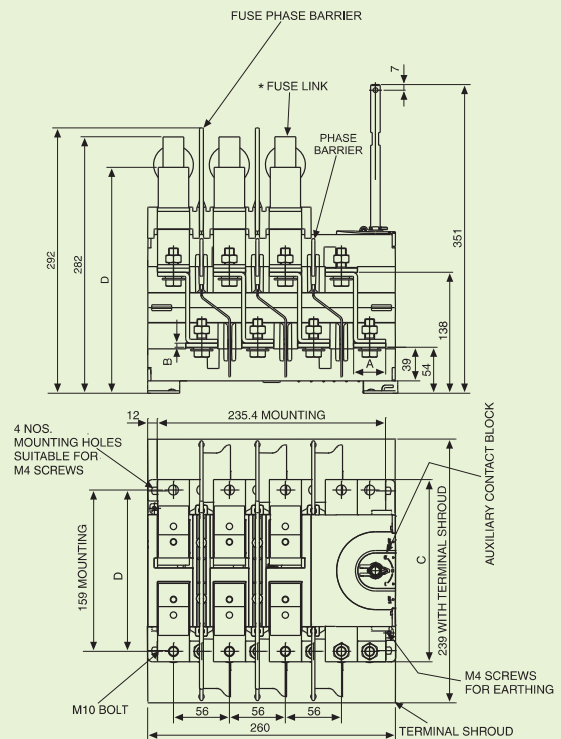 FUSE PHASE BARRIER
* FUSE LINK
7
PHASE
BARRIER
292
282
D
351
138
B
A
39
54
12
235.4 MOUNTING
4 NOS.
MOUNTING HOLES
SUITABLE FOR
M4 SCREWS
159 MOUNTING
D
C
239 WITH TERMINAL SHROUD
AUXILIARY CONTACT BLOCK
M4 SCREWS
FOR EARTHING
M10 BOLT
56
56
56
260
TERMINAL SHROUD